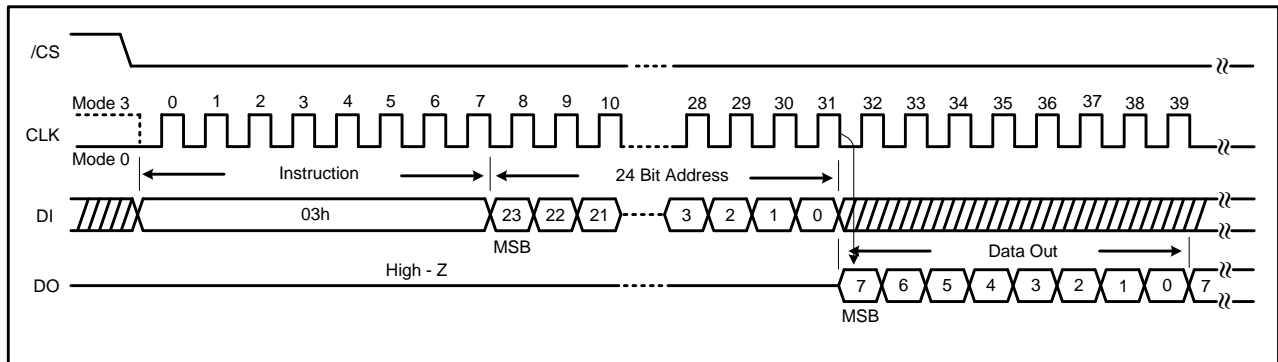 /CS
Mode 3 0 1 2 3 4 5 6 7 8 9 10 28 29 30 31 32 33 34 35 36 37 38 39
CLK
Mode 0
Instruction 24 Bit Address
DI 03h 23 22 21 3 2 1 0
MSB Data Out
High - Z
DO 7 6 5 4 3 2 1 0 7
MSB